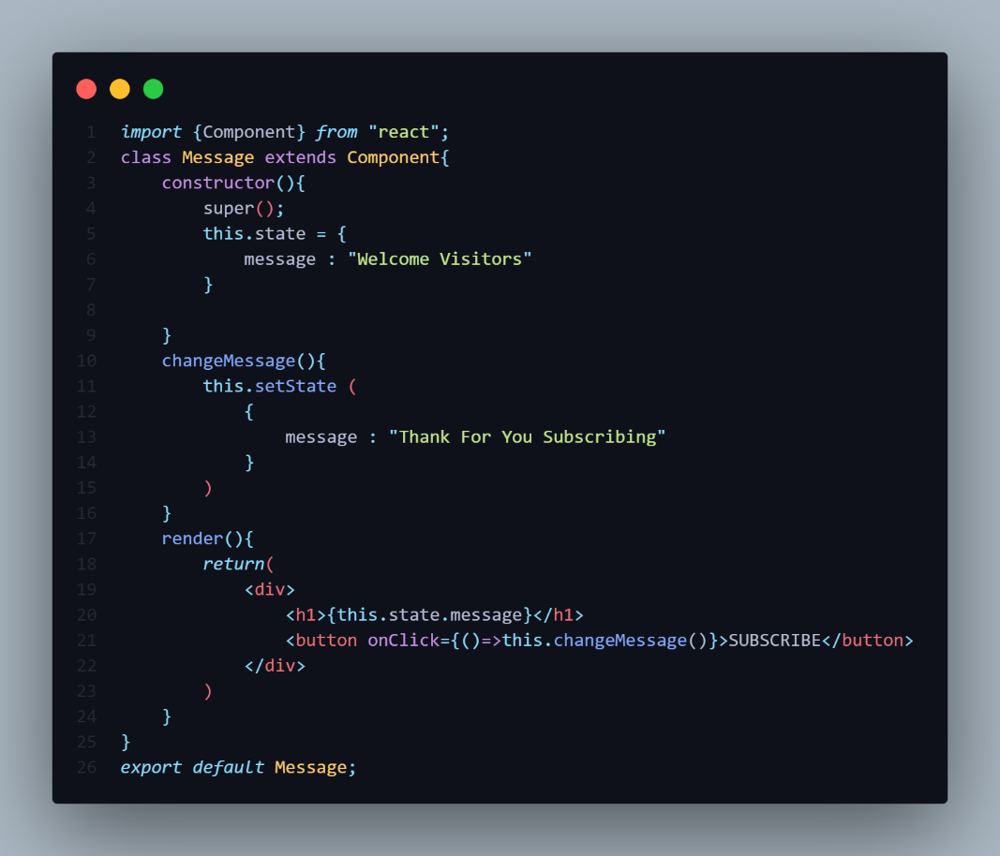 1 import {Component} from "react";
2 class Message extends Component{
3     constructor(){
4         super();
5         this.state = {
6             message : "Welcome Visitors"
7         }
8
9     }
10     changeMessage(){
11         this.setState (
12             {
13                 message : "Thank For You Subscribing"
14             }
15         )
16     }
17     render(){
18         return(
19             <div>
20                 <h1>{this.state.message}</h1>
21                 <button onClick={()=>this.changeMessage()}>SUBSCRIBE</button>
22             </div>
23         )
24     }
25 }
26 export default Message;